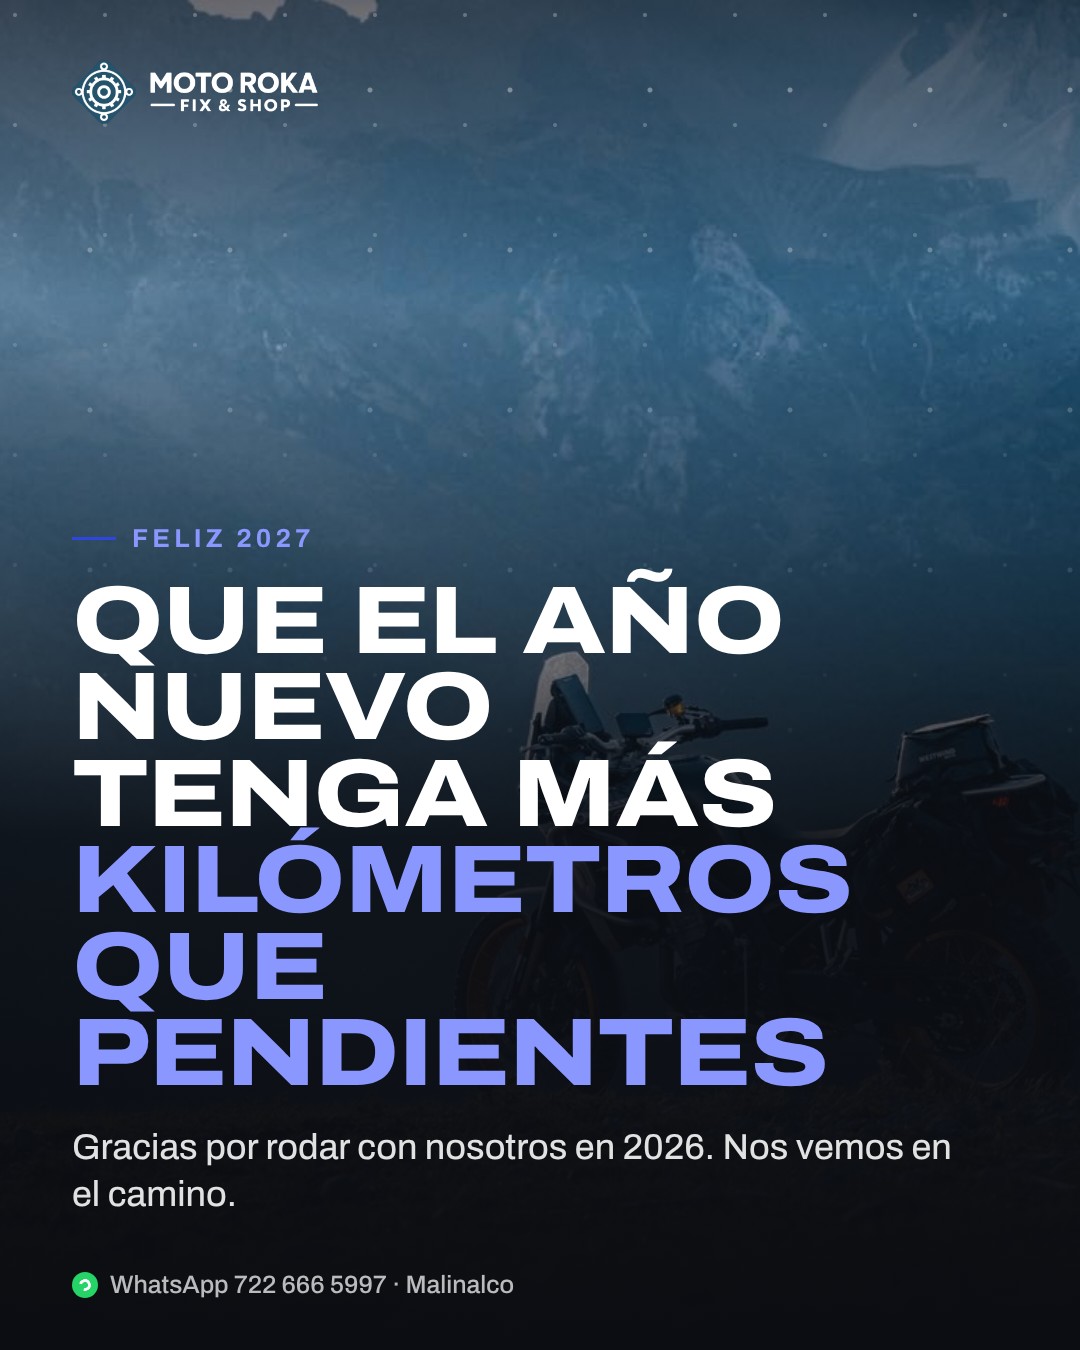 MOTO ROKA
FIX & SHOP
FELIZ 2027
QUE EL AÑO
NUEVO
TENGA MÁS
KILÓMETROS
QUE
PENDIENTES
Gracias por rodar con nosotros en 2026. Nos vemos en
el camino.
WhatsApp 722 666 5997 · Malinalco